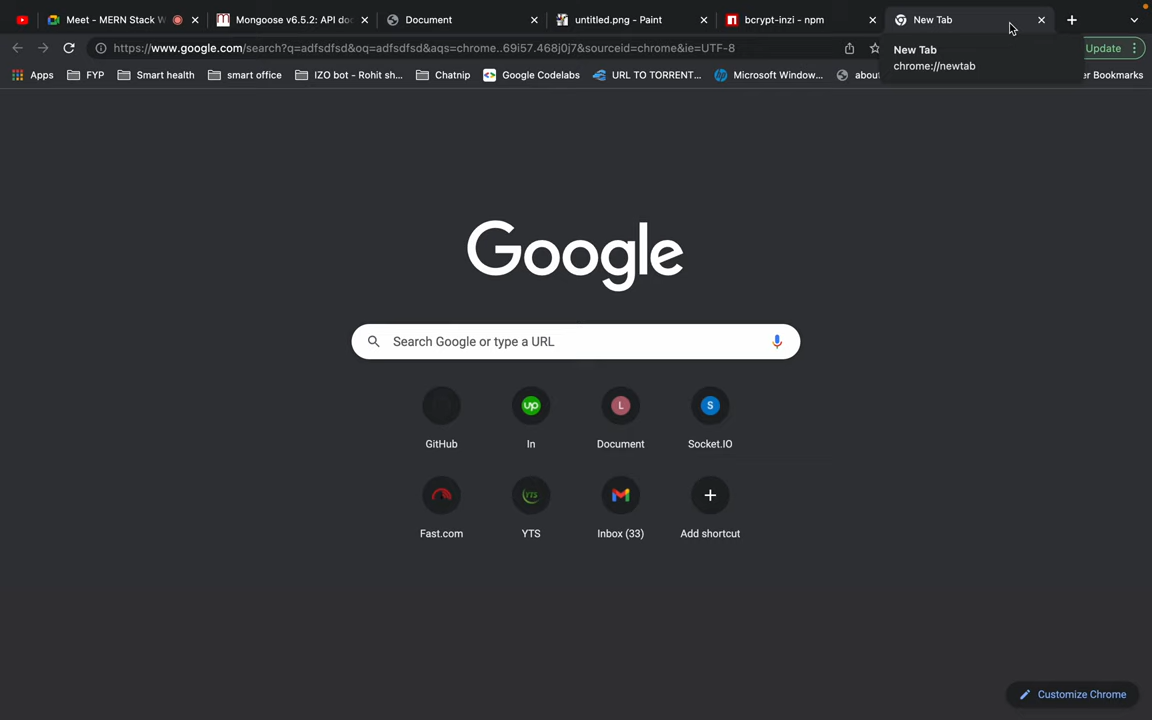 Meet - MERN Stack W
Mongoose v6.5.2: API doc
Document
untitled.png - Paint
bcrypt-inzi - npm
New Tab
https://www.google.com/search?q=adfsdfsd&oq=adfsdfsd&aqs=chrome..69i57.468j0j7&sourceid=chrome&ie=UTF-8
Update
New Tab
chrome://newtab
Apps
FYP
Smart health
smart office
IZO bot - Rohit sh...
Chatnip
Google Codelabs
URL TO TORRENT...
Microsoft Window...
about
er Bookmarks
Google
Search Google or type a URL
up
L
S
GitHub
In
Document
Socket.IO
YTS
Fast.com
YTS
Inbox (33)
Add shortcut
Customize Chrome